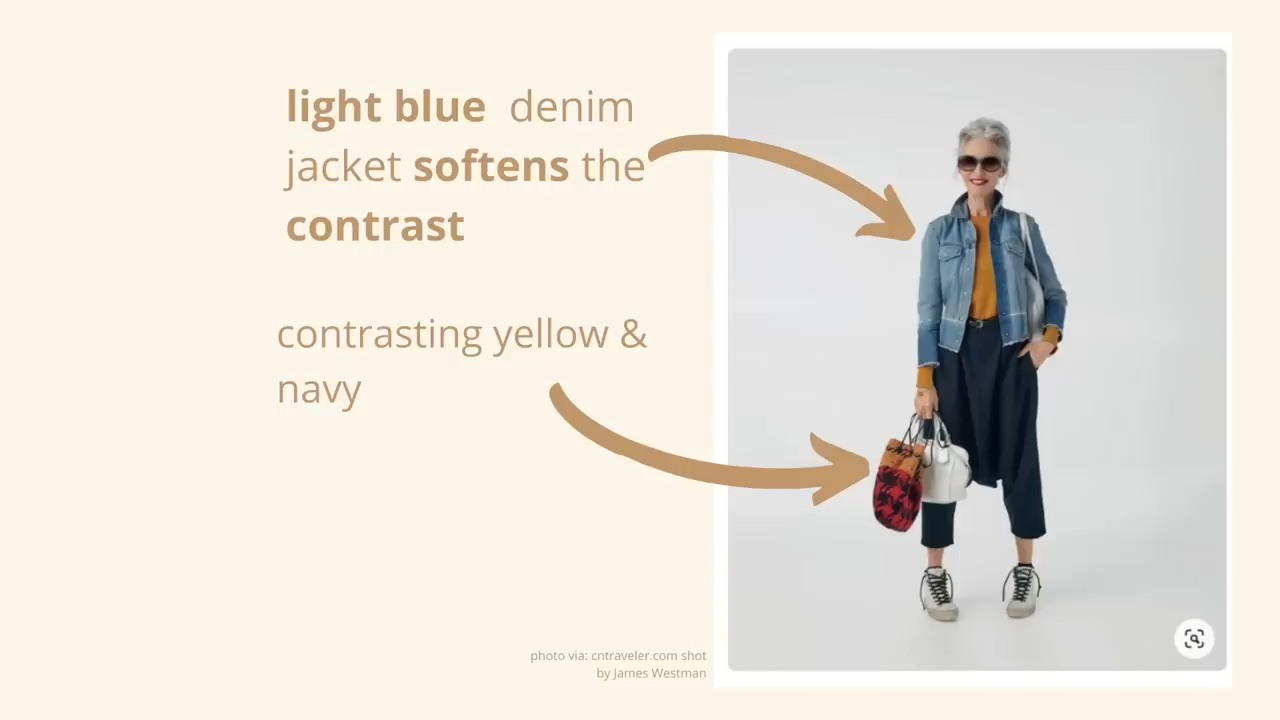 light blue denim
jacket softens the
contrast
contrasting yellow &
navy
photo via: cntraveler.com shot
by James Westman